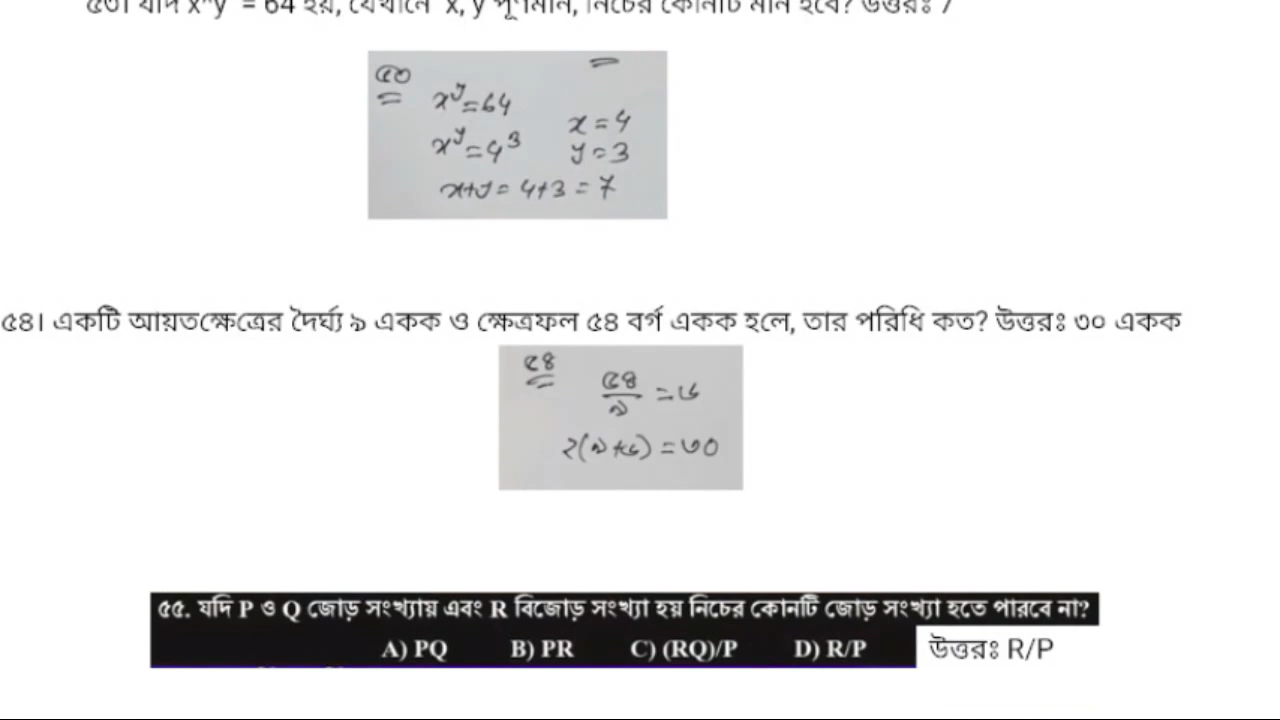 ৫৩। যদি x^y = 64 হয়, যেখানে x, y পূর্ণমান, নিচের কোনটি মান হবে? উত্তরঃ 7
৫৩
x^y=64
x=4
x^y=4^3
y=3
x+y=4+3=7
৫৪। একটি আয়তক্ষেত্রের দৈর্ঘ্য ৯ একক ও ক্ষেত্রফল ৫৪ বর্গ একক হলে, তার পরিধি কত? উত্তরঃ ৩০ একক
৫৪
৫৪/৯ =৬
২(৯+৬)=৩০
৫৫. যদি P ও Q জোড় সংখ্যায় এবং R বিজোড় সংখ্যা হয় নিচের কোনটি জোড় সংখ্যা হতে পারবে না?
A) PQ B) PR C) (RQ)/P D) R/P উত্তরঃ R/P